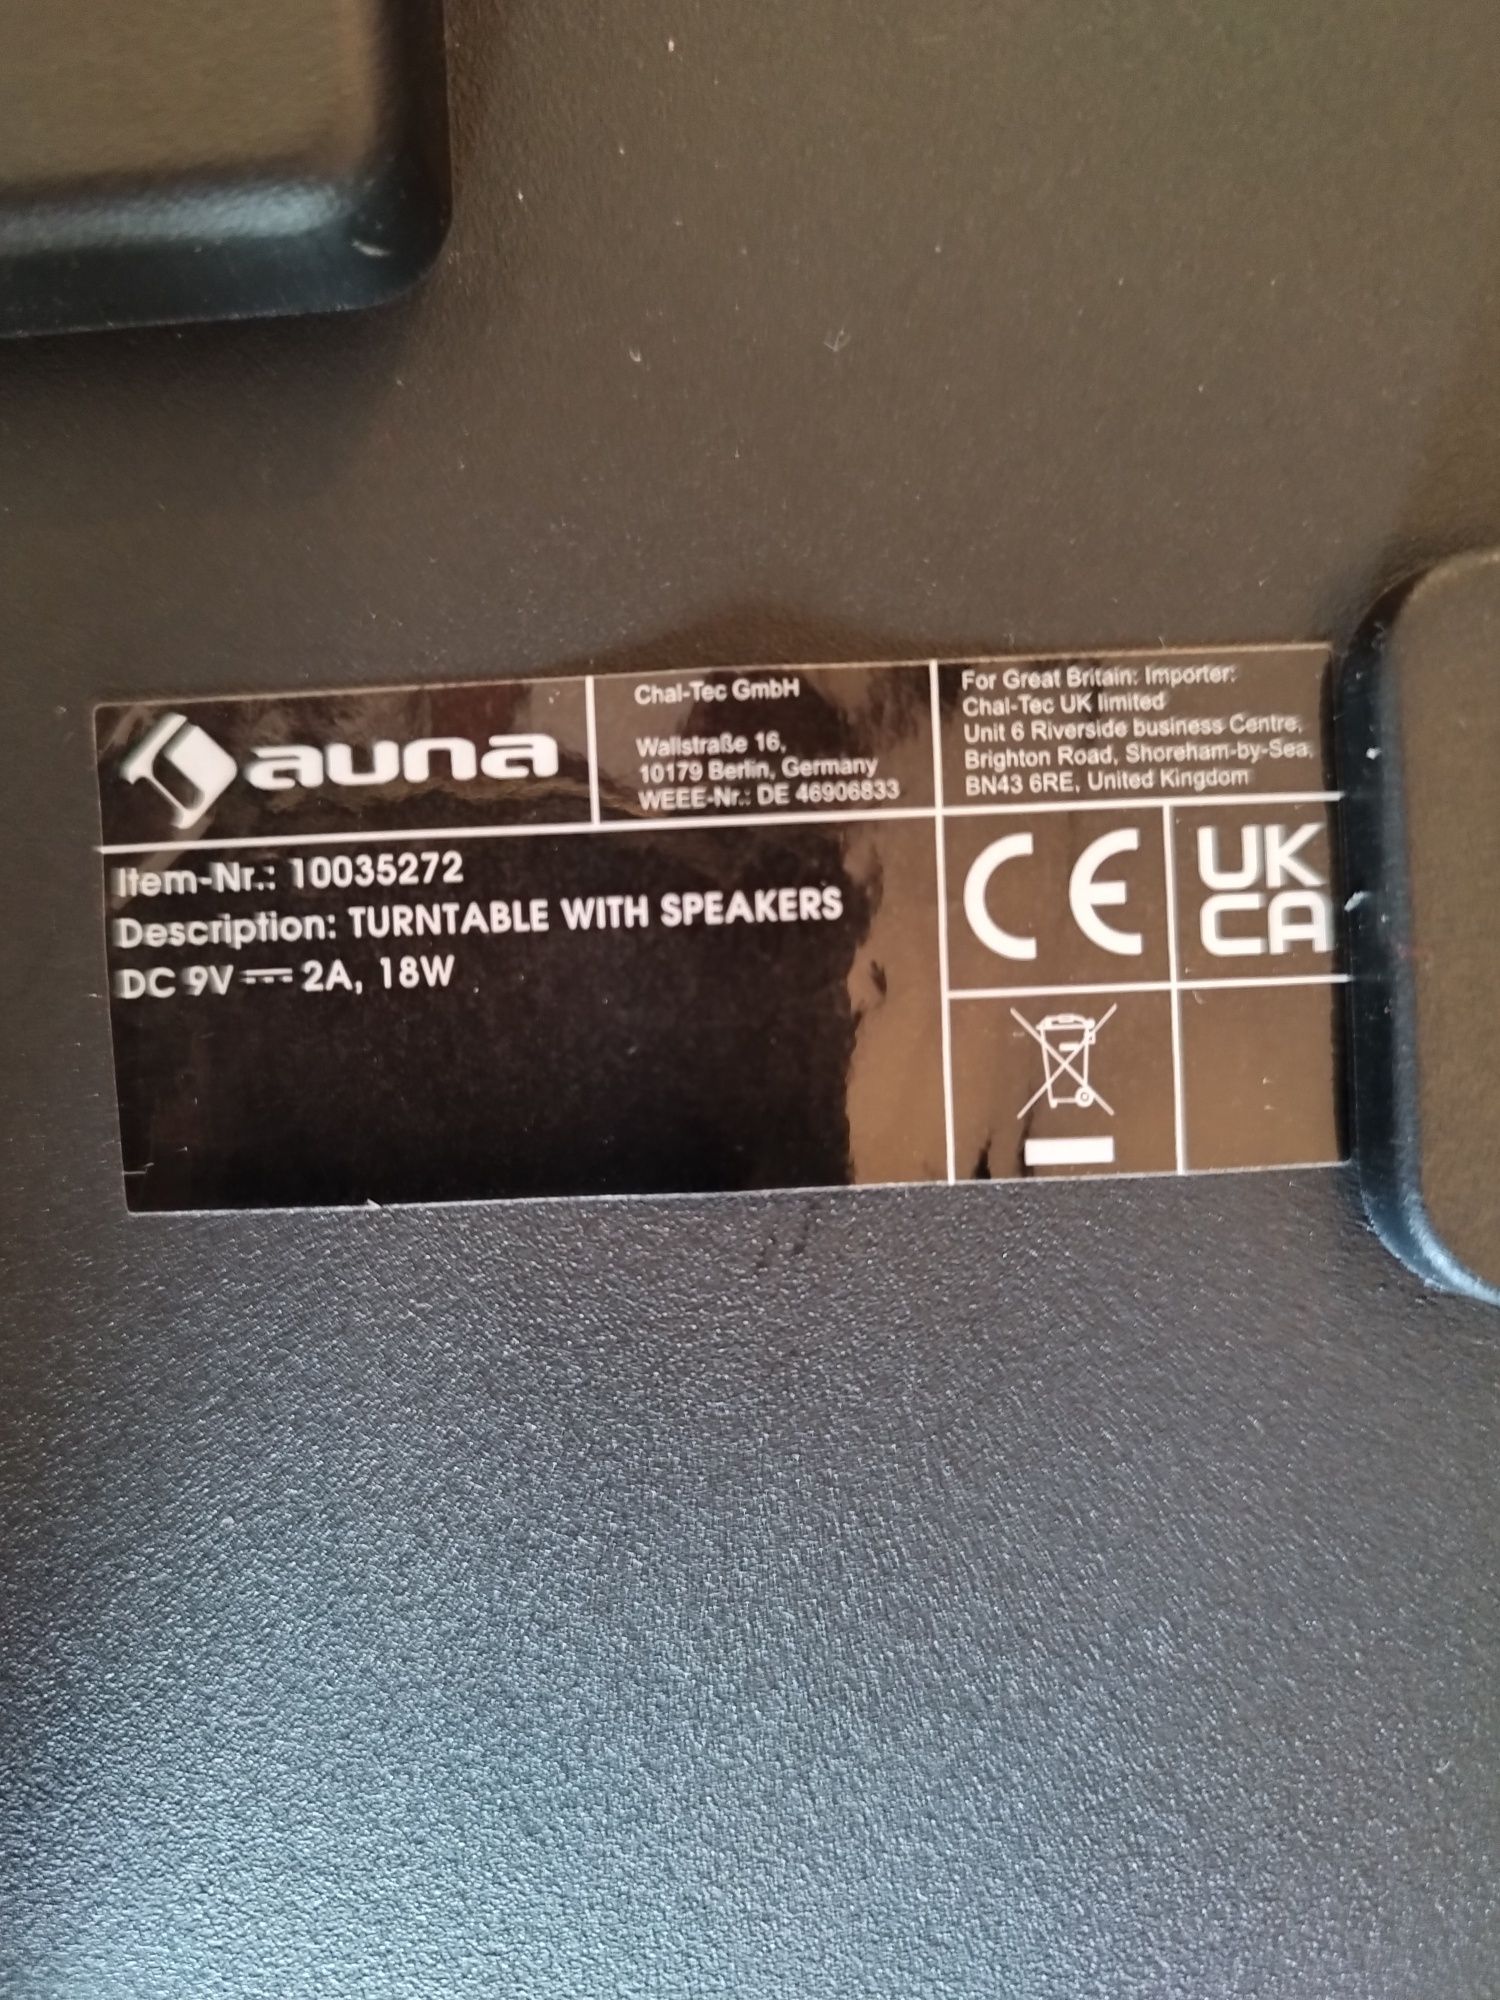 auna
Chal-Tec GmbH
Wallstraße 16,
10179 Berlin, Germany
WEEE-Nr.: DE 46906833
For Great Britain: Importer:
Chal-Tec UK limited
Unit 6 Riverside business Centre,
Brighton Road, Shoreham-by-Sea,
BN43 6RE, United Kingdom
Item-Nr.: 10035272
Description: TURNTABLE WITH SPEAKERS
DC 9V ⎓ 2A, 18W
CE
UK
CA